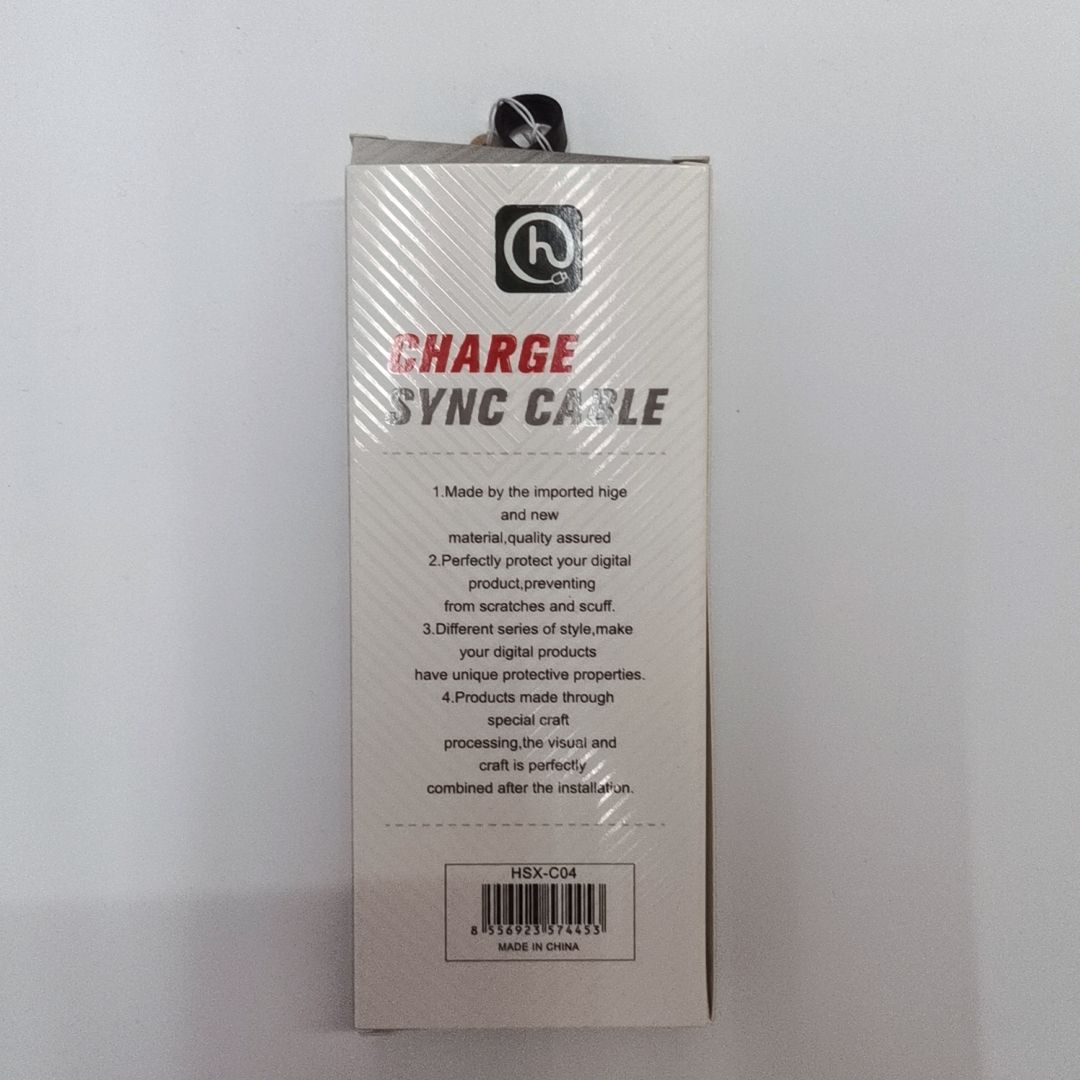 h
CHARGE
SYNC CABLE
1.Made by the imported hige
and new
material,quality assured
2.Perfectly protect your digital
product,preventing
from scratches and scuff.
3.Different series of style,make
your digital products
have unique protective properties.
4.Products made through
special craft
processing,the visual and
craft is perfectly
combined after the installation.
HSX-C04
8 556923 574453
MADE IN CHINA